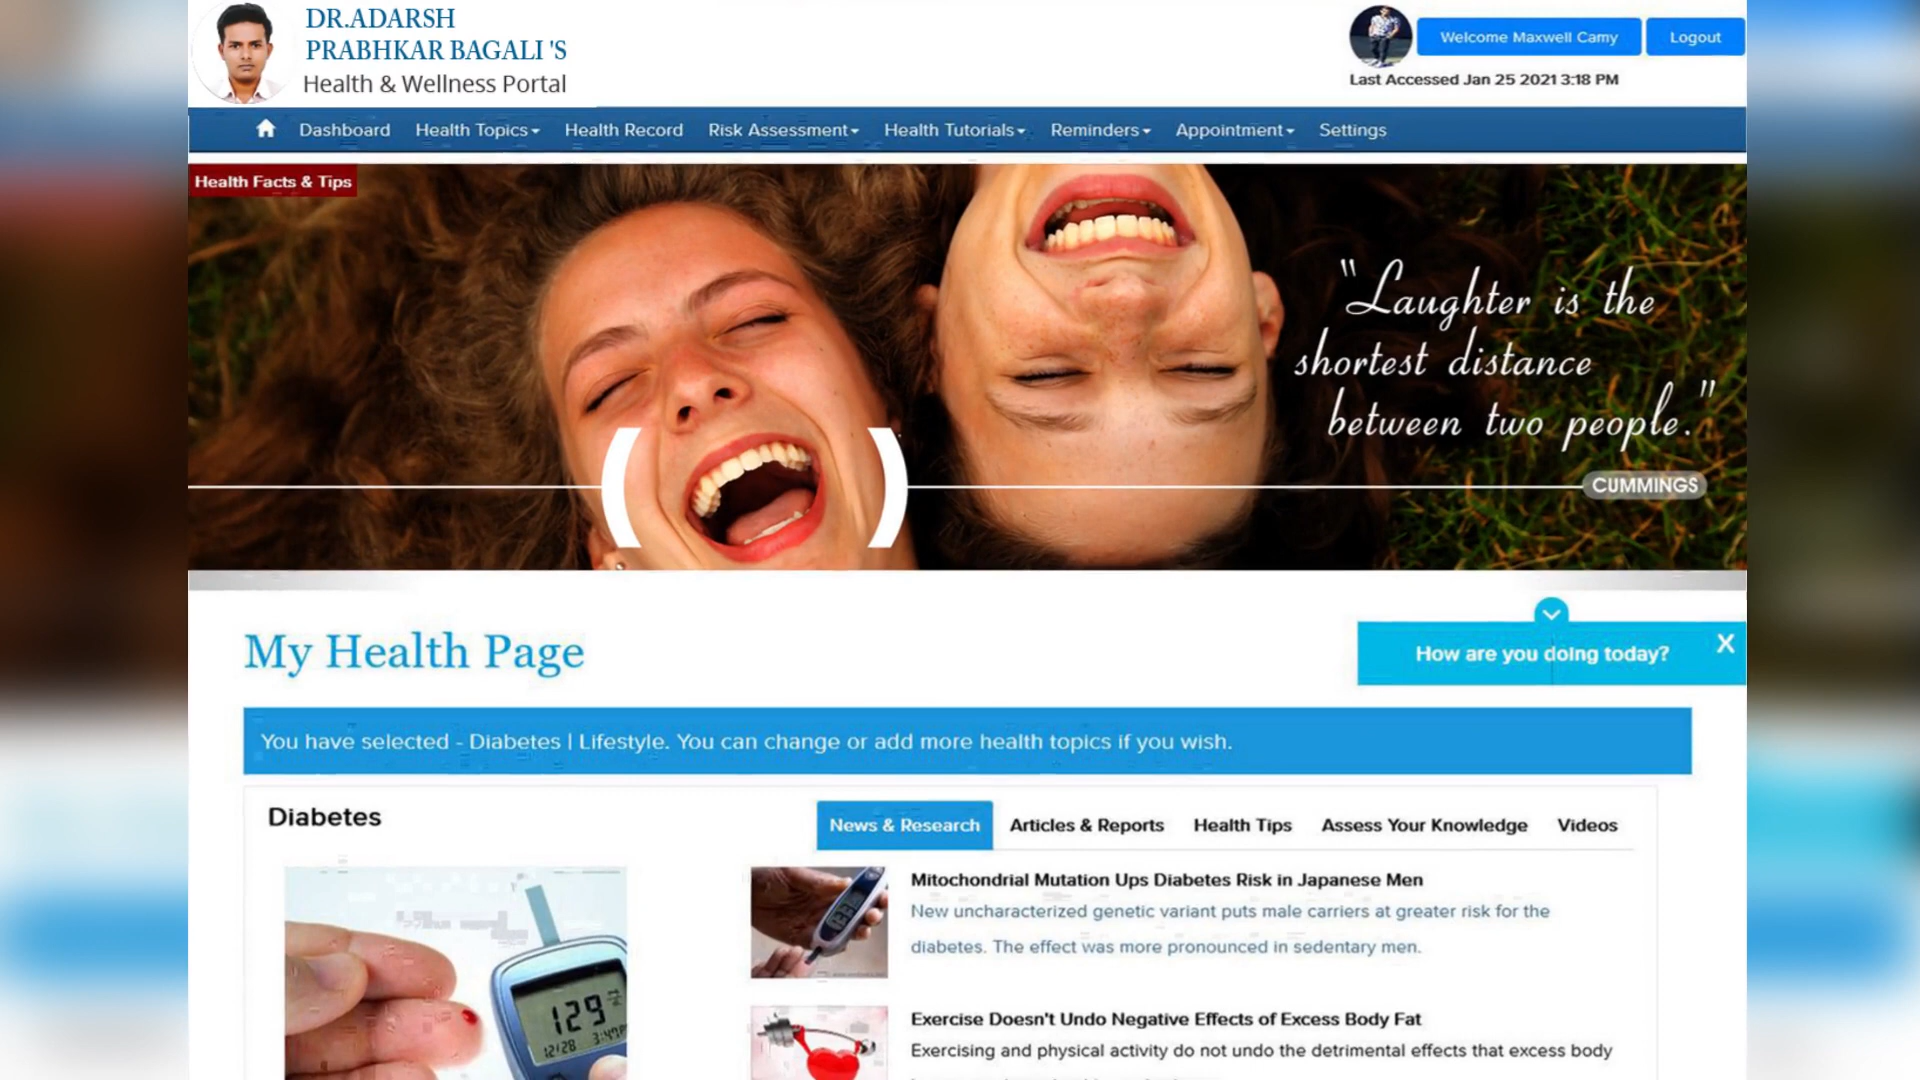 DR.ADARSH
PRABHKAR BAGALI 'S
Health & Wellness Portal
Welcome Maxwell Camy
Logout
Last Accessed Jan 25 2021 3:18 PM
Dashboard Health Topics Health Record Risk Assessment Health Tutorials Reminders Appointment Settings
Health Facts & Tips
"Laughter is the
shortest distance
between two people."
CUMMINGS
My Health Page
How are you doing today?
X
You have selected - Diabetes | Lifestyle. You can change or add more health topics if you wish.
Diabetes
News & Research Articles & Reports Health Tips Assess Your Knowledge Videos
Mitochondrial Mutation Ups Diabetes Risk in Japanese Men
New uncharacterized genetic variant puts male carriers at greater risk for the
diabetes. The effect was more pronounced in sedentary men.
129
12/28
Exercise Doesn't Undo Negative Effects of Excess Body Fat
Exercising and physical activity do not undo the detrimental effects that excess body